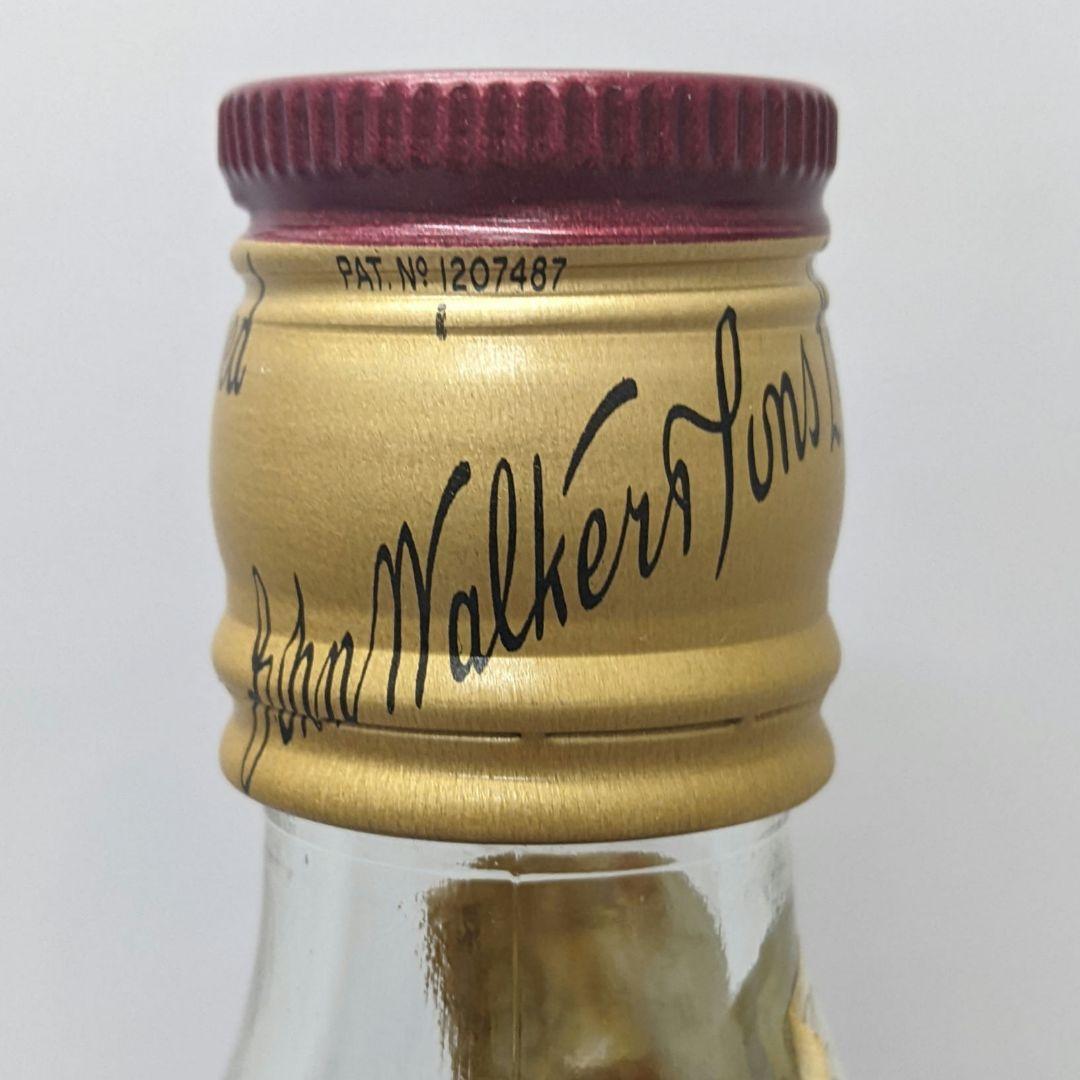 PAT. Nº 1207487
John Walker & Sons